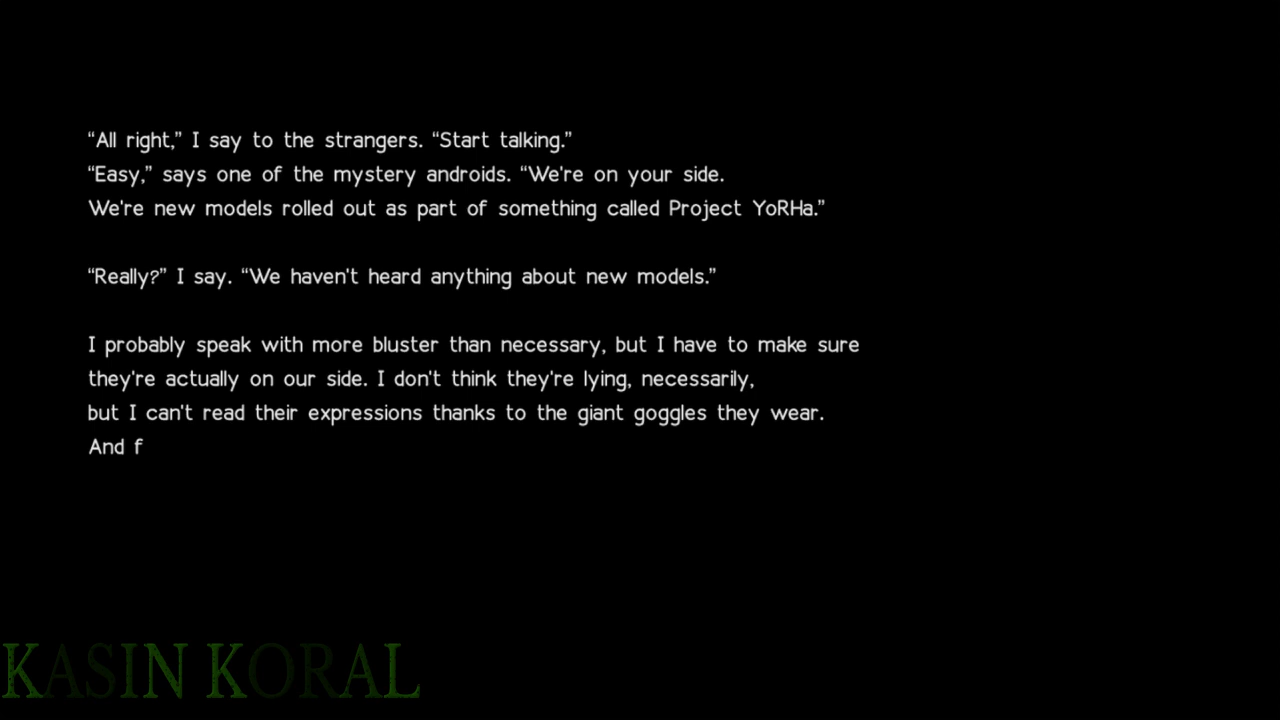 “All right,” I say to the strangers. “Start talking.”
“Easy,” says one of the mystery androids. “We're on your side.
We're new models rolled out as part of something called Project YoRHa.”
“Really?” I say. “We haven't heard anything about new models.”
I probably speak with more bluster than necessary, but I have to make sure
they're actually on our side. I don't think they're lying, necessarily,
but I can't read their expressions thanks to the giant goggles they wear.
And f
KASIN KORAL